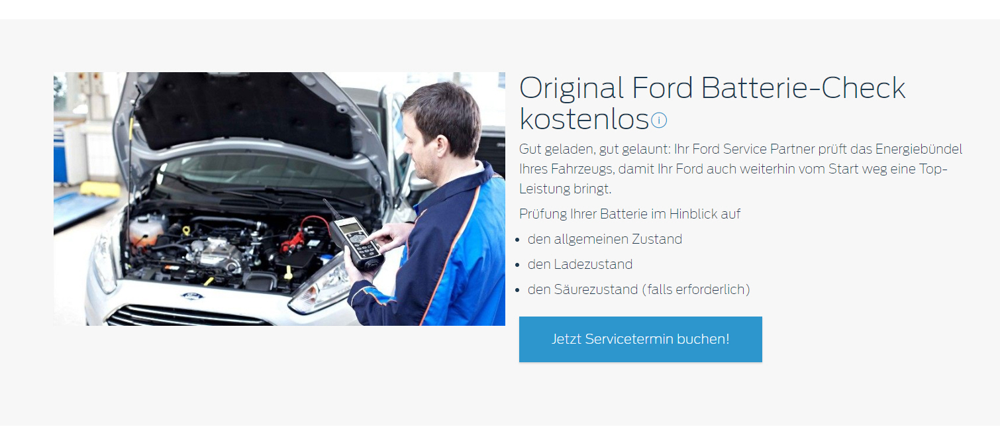 Original Ford Batterie-Check
kostenlos i
Gut geladen, gut gelaunt: Ihr Ford Service Partner prüft das Energiebündel
Ihres Fahrzeugs, damit Ihr Ford auch weiterhin vom Start weg eine Top-
Leistung bringt.
Prüfung Ihrer Batterie im Hinblick auf
• den allgemeinen Zustand
• den Ladezustand
• den Säurezustand (falls erforderlich)
Jetzt Servicetermin buchen!
Ford